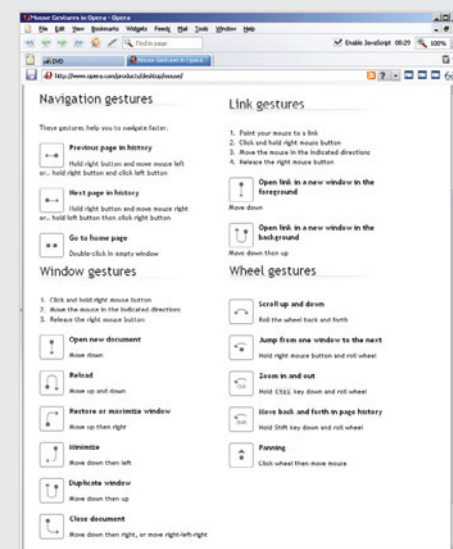 Mouse Gestures in Opera - Opera
File Edit View Bookmarks Widgets Feeds Mail Tools Window Help
Find in page
Enable JavaScript 08:29 100%
Mouse Gestures in Opera
http://www.opera.com/products/desktop/mouse/
Navigation gestures
These gestures help you to navigate faster.
Previous page in history
Hold right button and move mouse left
or.. hold right button and click left button
Next page in history
Hold right button and move mouse right
or.. hold left button then click right button
Go to home page
Double-click in empty window
Window gestures
1. Click and hold right mouse button
2. Move the mouse in the indicated directions
3. Release the right mouse button
Open new document
Move down
Reload
Move up and down
Restore or maximize window
Move up then right
Minimize
Move down then left
Duplicate window
Move down then up
Close document
Move down then right, or move right-left-right
Link gestures
1. Point your mouse to a link
2. Click and hold right mouse button
3. Move the mouse in the indicated directions
4. Release the right mouse button
Open link in a new window in the
foreground
Move down
Open link in a new window in the
background
Move down then up
Wheel gestures
Scroll up and down
Roll the wheel back and forth
Jump from one window to the next
Hold right mouse button and roll wheel
Zoom in and out
Hold Ctrl key down and roll wheel
Move back and forth in page history
Hold Shift key down and roll wheel
Panning
Click wheel then move mouse